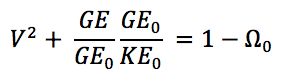 V² + GE/GE₀ GE₀/KE₀ = 1 − Ω₀